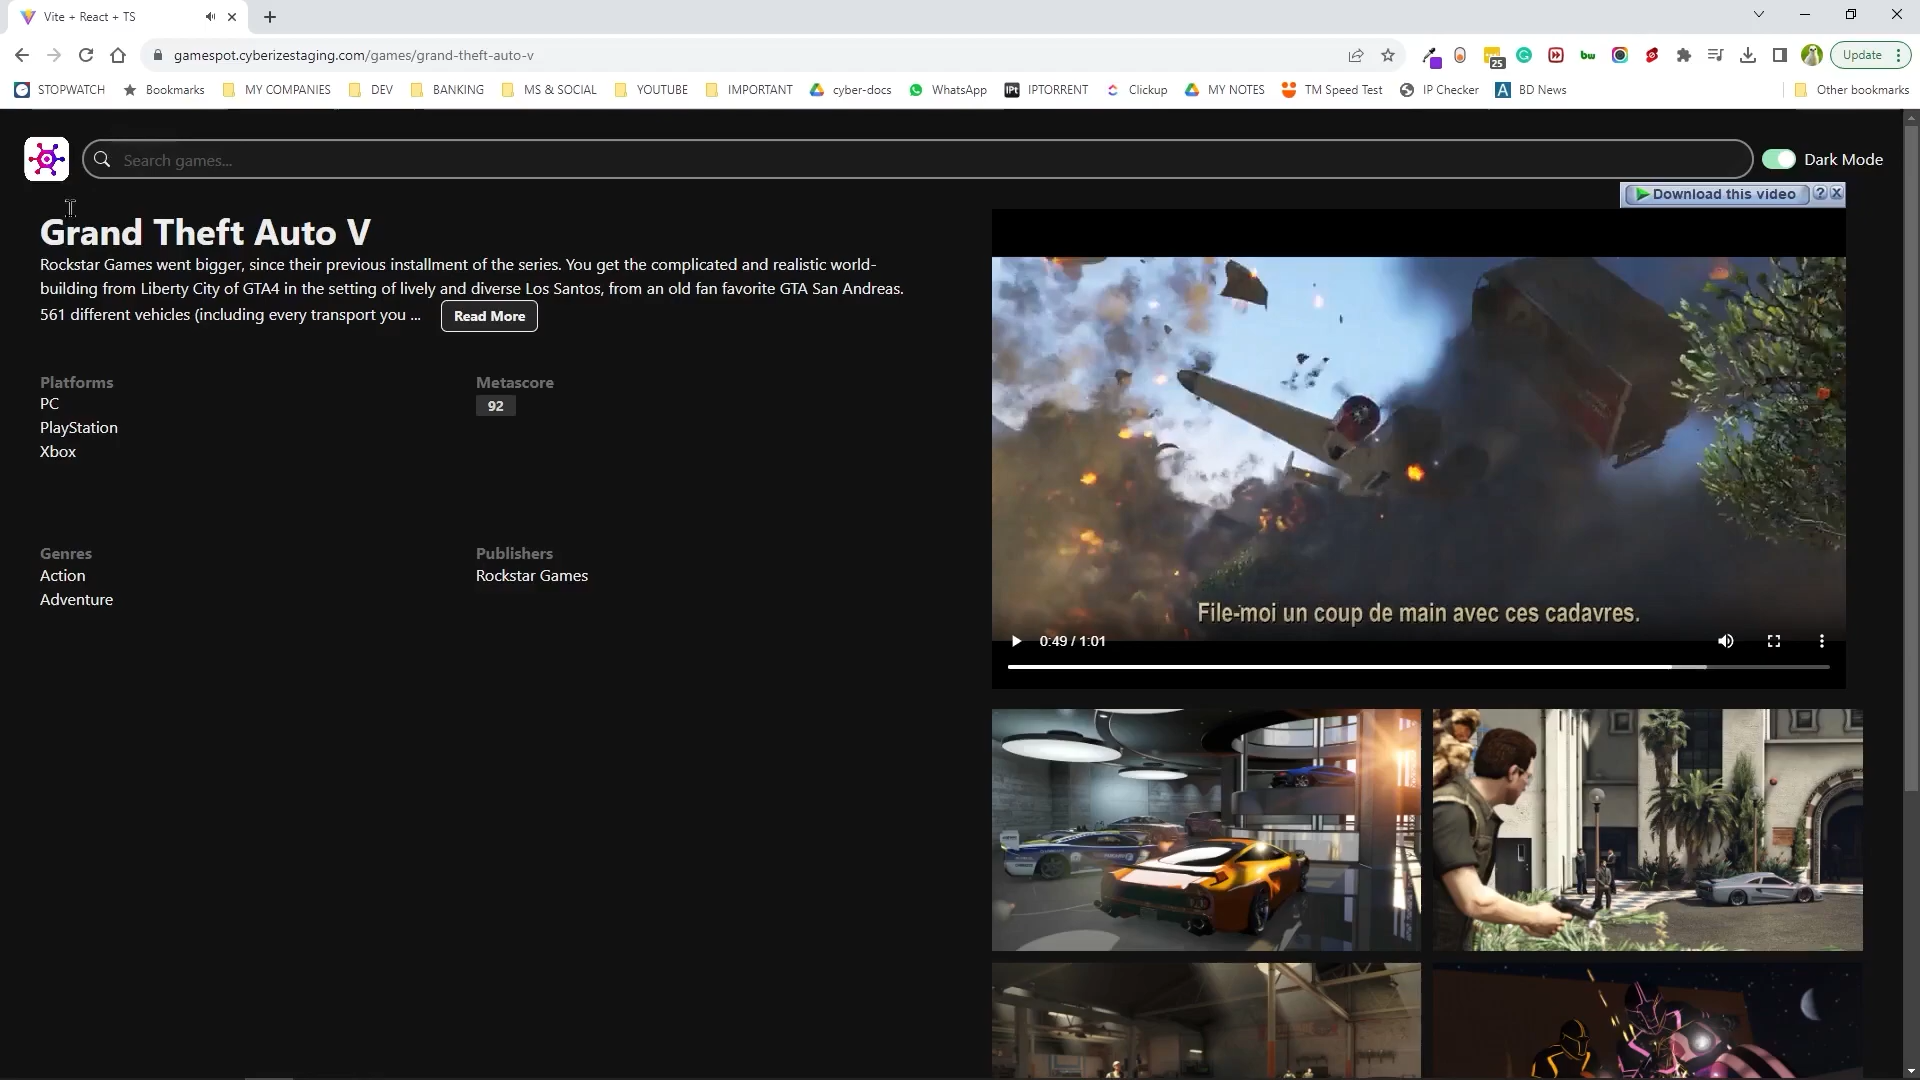 Vite + React + TS
gamespot.cyberizestaging.com/games/grand-theft-auto-v
25
bw
Update
STOPWATCH
Bookmarks
MY COMPANIES
DEV
BANKING
MS & SOCIAL
YOUTUBE
IMPORTANT
cyber-docs
WhatsApp
IPt
IPTORRENT
Clickup
MY NOTES
TM Speed Test
IP Checker
A
BD News
Other bookmarks
Search games...
Dark Mode
Download this video
Grand Theft Auto V
Rockstar Games went bigger, since their previous installment of the series. You get the complicated and realistic world-
building from Liberty City of GTA4 in the setting of lively and diverse Los Santos, from an old fan favorite GTA San Andreas.
561 different vehicles (including every transport you ...
Read More
Platforms
PC
PlayStation
Xbox
Metascore
92
Genres
Action
Adventure
Publishers
Rockstar Games
File-moi un coup de main avec ces cadavres.
0:49 / 1:01